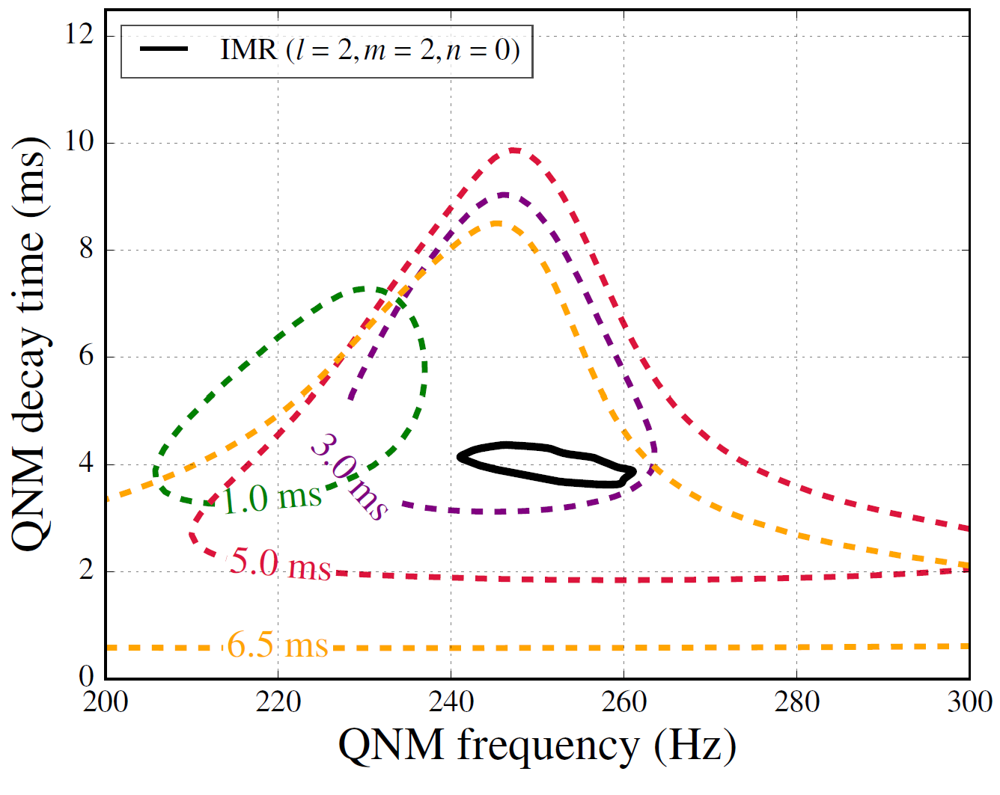 IMR (l = 2, m = 2, n = 0)
12
10
8
6
4
2
0
QNM decay time (ms)
3.0 ms
1.0 ms
5.0 ms
6.5 ms
200 220 240 260 280 300
QNM frequency (Hz)